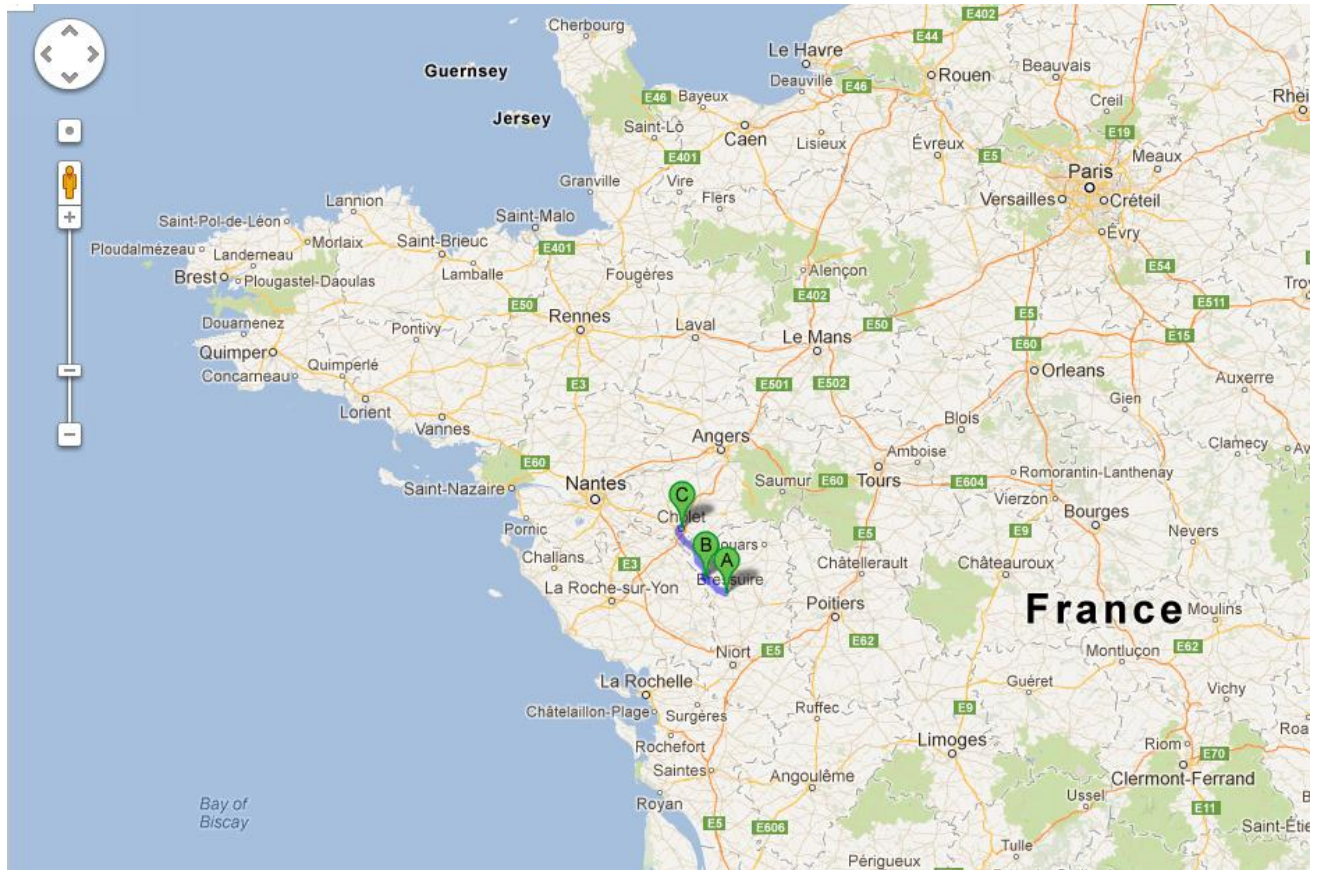 Cherbourg
E402
Le Havre
E44
Rouen
Beauvais
Guernsey
Deauville
E46
E46
Bayeux
Creil
Jersey
Saint-Lô
Caen
Lisieux
Évreux
E5
E19
Meaux
E401
Paris
Granville
Vire
Flers
Versailles
Créteil
Lannion
Saint-Pol-de-Léon
Saint-Malo
Évry
Ploudalmézeau
Morlaix
Saint-Brieuc
E401
Landerneau
Lamballe
Fougères
Alençon
E54
Brest
Plougastel-Daoulas
E402
E50
E511
Douarnenez
Pontivy
Rennes
Laval
Le Mans
E50
E5
E15
Quimper
Quimperlé
E60
Concarneau
E3
E501
E502
Orleans
Auxerre
Lorient
Vannes
Blois
Gien
Angers
Amboise
Clamecy
E60
Saint-Nazaire
Nantes
Saumur
E60
Tours
E604
Romorantin-Lanthenay
Vierzon
C
Cholet
Bourges
Pornic
E9
Nevers
B
A
E5
Challans
E3
Bressuire
Châtellerault
Châteauroux
La Roche-sur-Yon
Poitiers
France
Moulins
E62
E62
Niort
E5
Montluçon
La Rochelle
Guéret
Vichy
Châtelaillon-Plage
Surgères
Ruffec
E9
Rochefort
Limoges
Riom
E70
Saintes
Angoulême
Clermont-Ferrand
Bay of
Biscay
Royan
Ussel
E11
E5
E606
Tulle
Périgueux